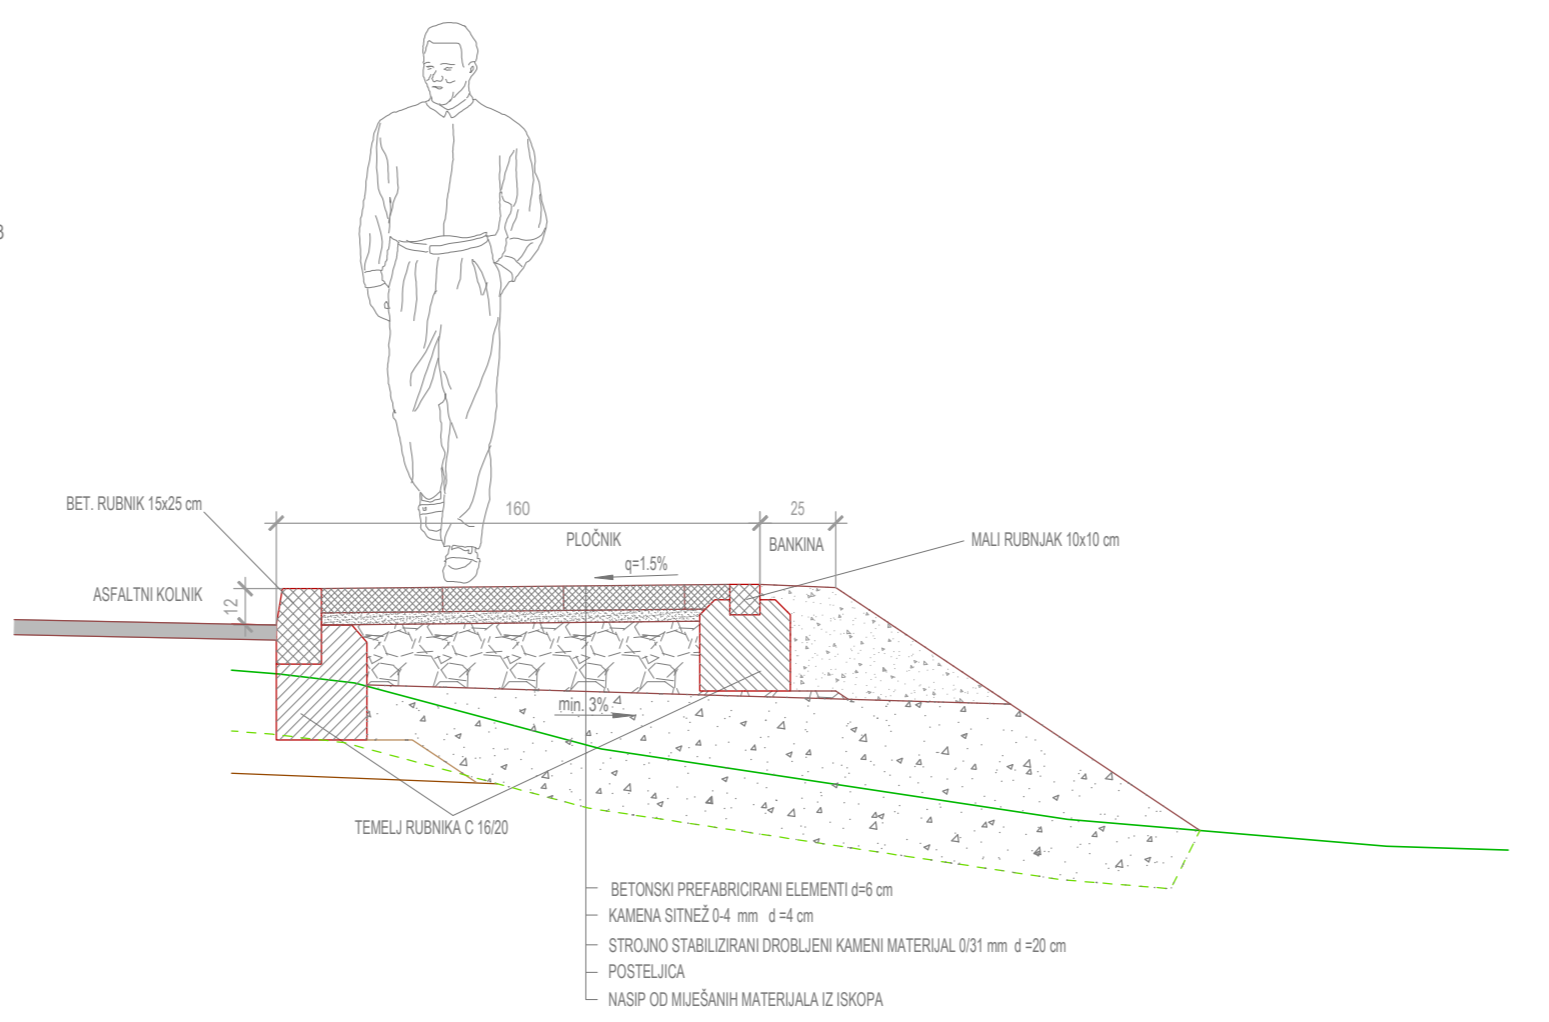 3
BET. RUBNIK 15x25 cm
160
25
PLOČNIK
BANKINA
MALI RUBNJAK 10x10 cm
q=1.5%
ASFALTNI KOLNIK
12
min. 3%
TEMELJ RUBNIKA C 16/20
BETONSKI PREFABRICIRANI ELEMENTI d=6 cm
KAMENA SITNEŽ 0-4 mm d =4 cm
STROJNO STABILIZIRANI DROBLJENI KAMENI MATERIJAL 0/31 mm d =20 cm
POSTELJICA
NASIP OD MIJEŠANIH MATERIJALA IZ ISKOPA